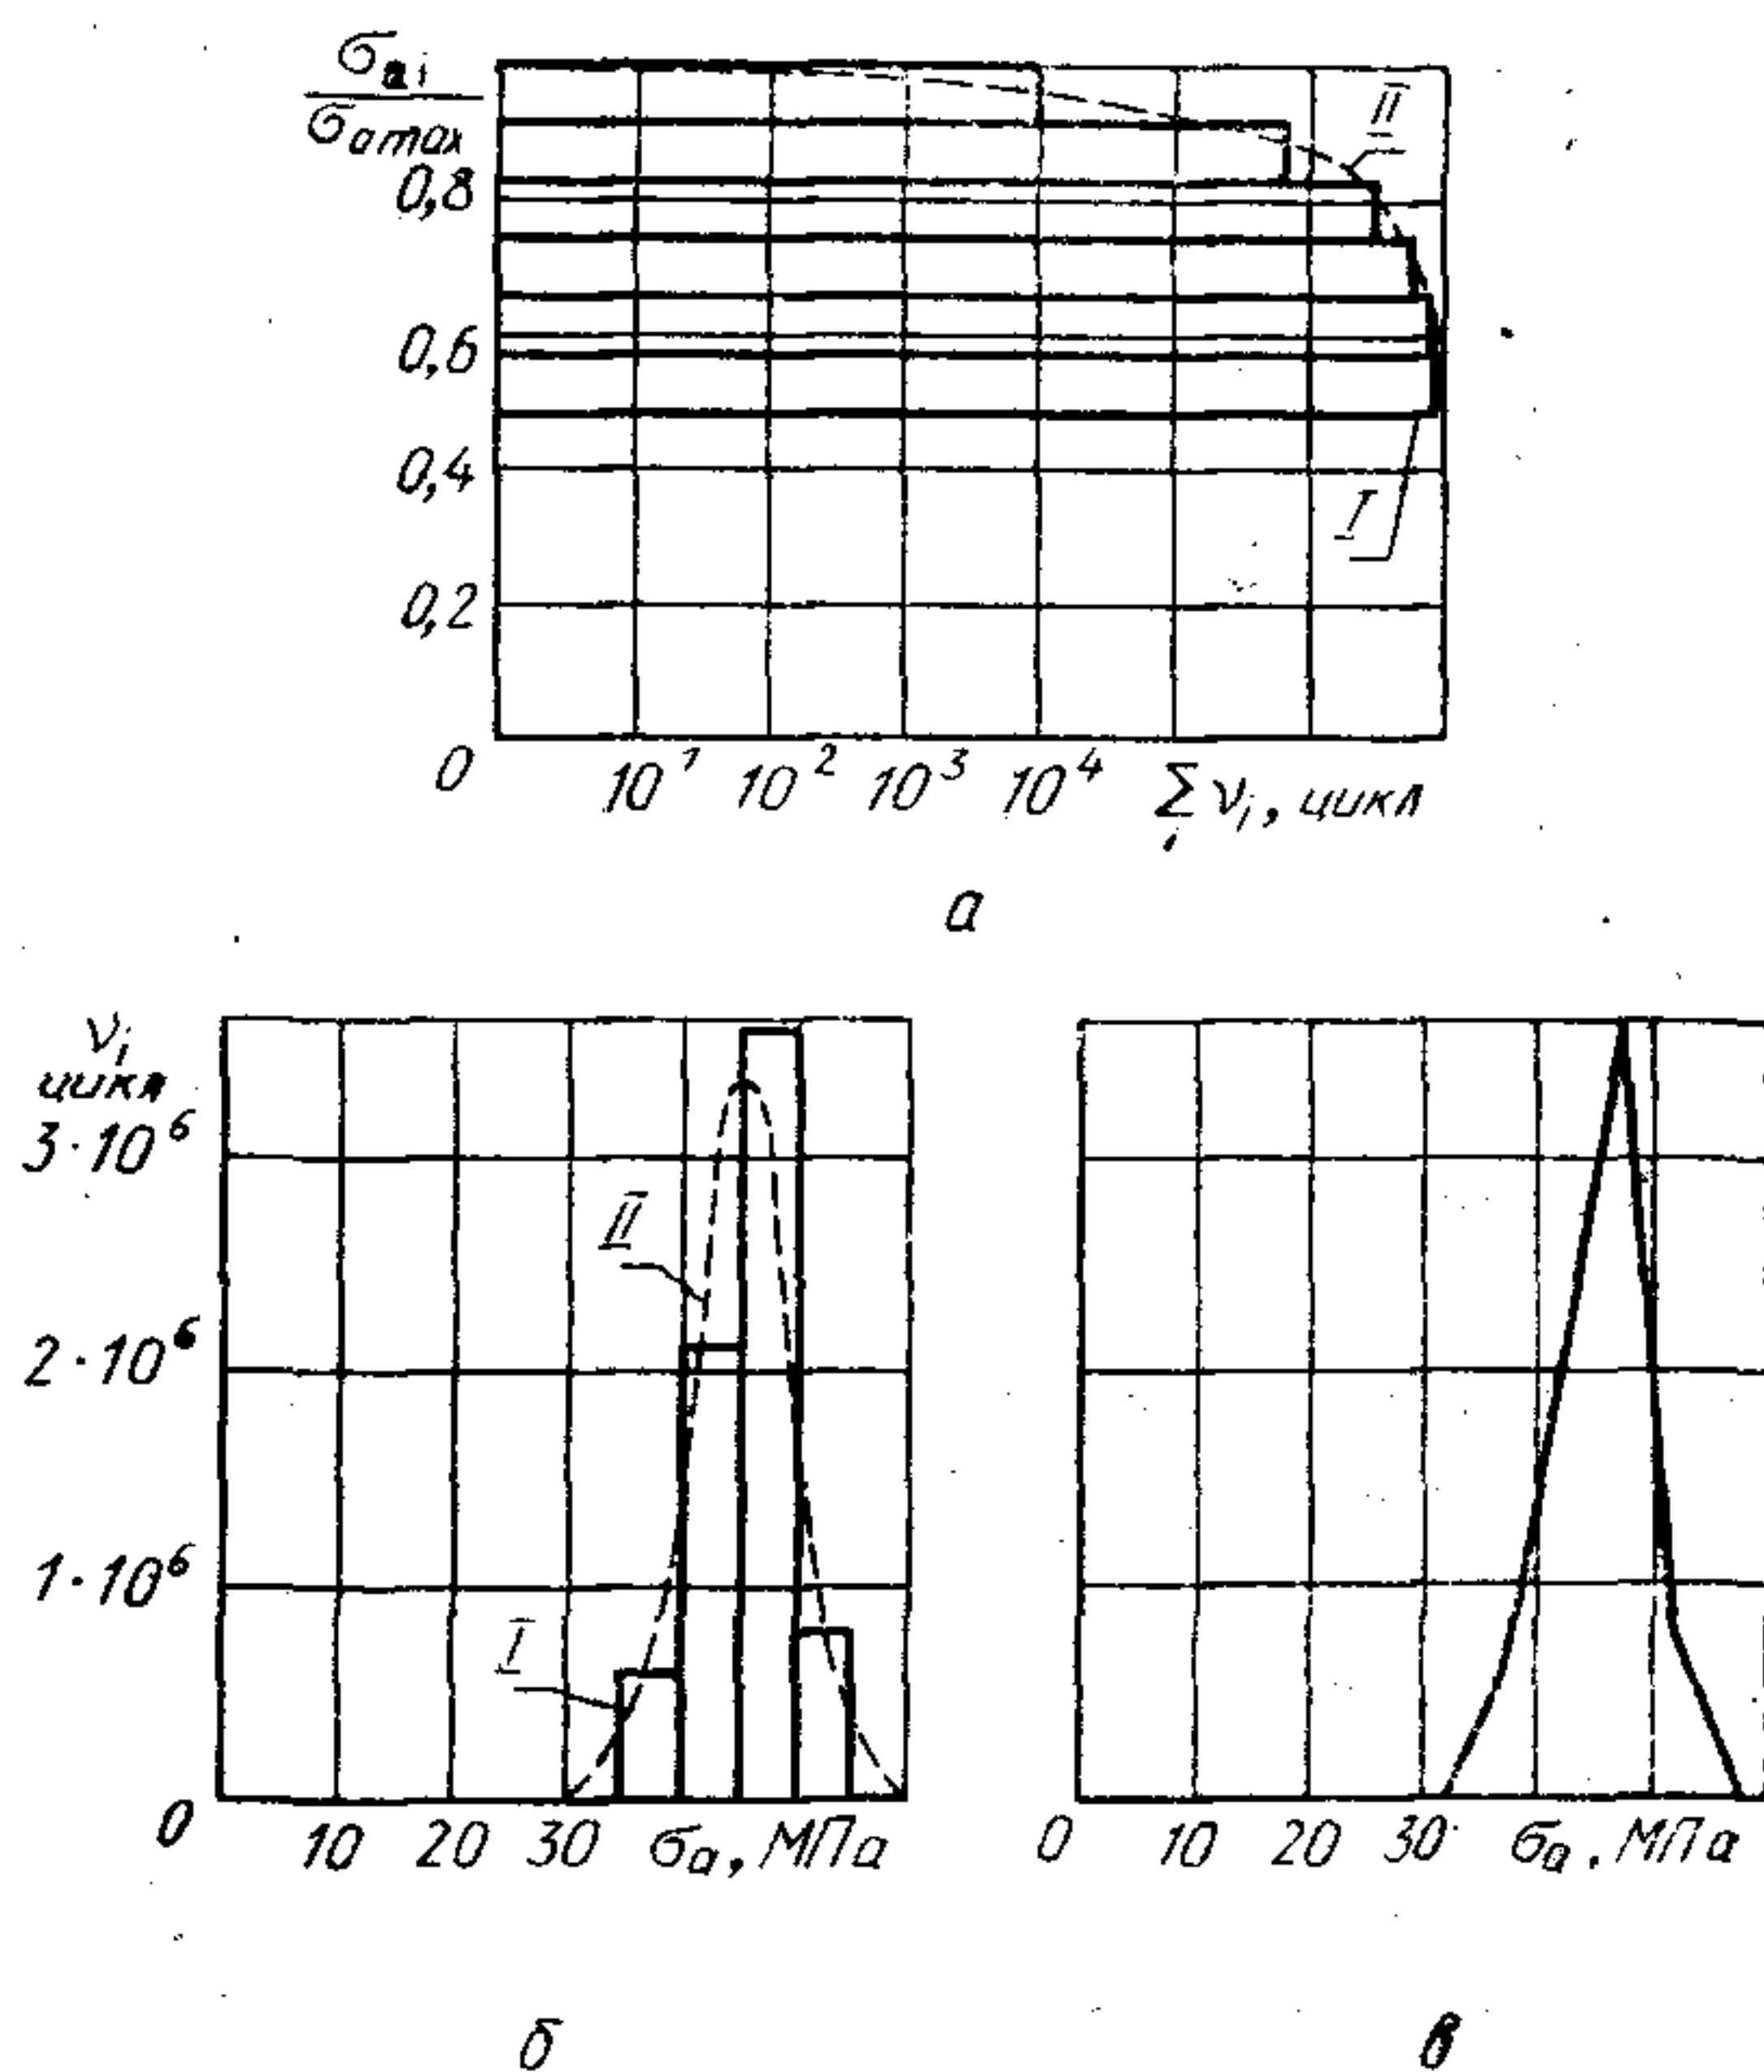 σai
σamax
0,8
0,6
0,4
0,2
0 10¹ 10² 10³ 10⁴ ∑ νi, цикл
i
II
I
а
νi
цикл
3·10⁶
2·10⁶
1·10⁶
0 10 20 30 σa, МПа
II
I
0 10 20 30 σa, МПа
б
в